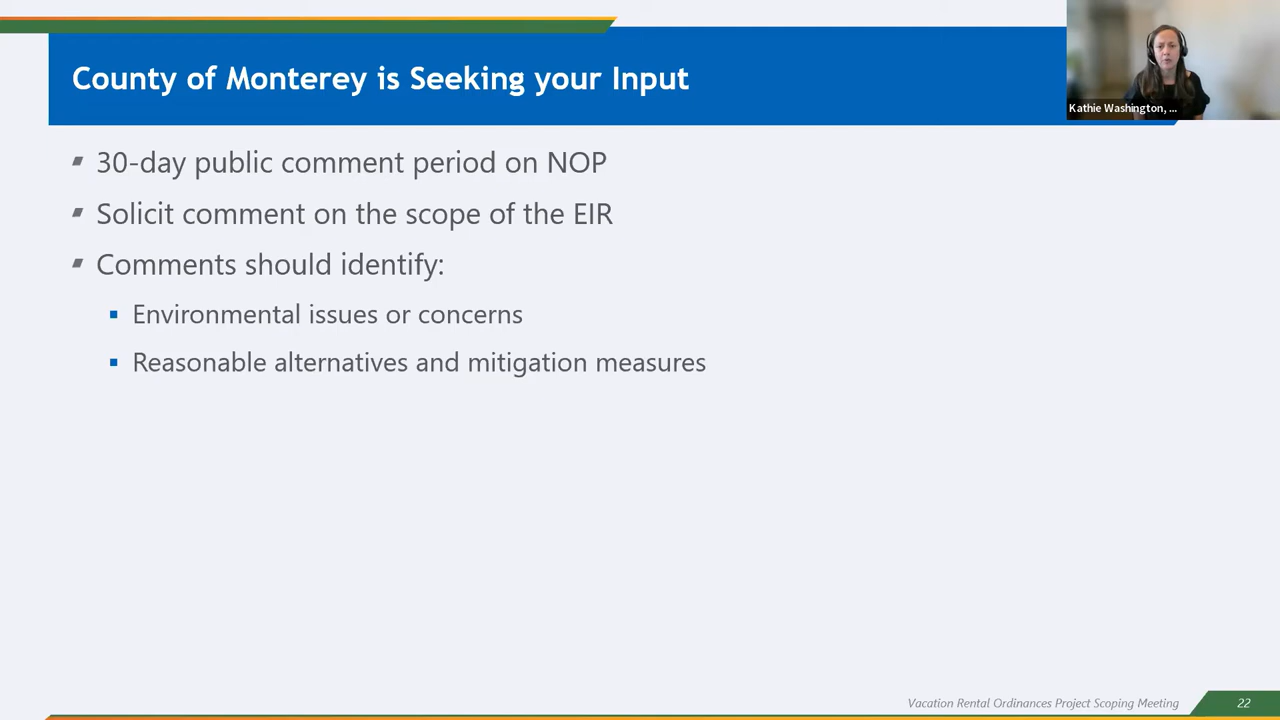 County of Monterey is Seeking your Input
Kathie Washington, ...
30-day public comment period on NOP
Solicit comment on the scope of the EIR
Comments should identify:
Environmental issues or concerns
Reasonable alternatives and mitigation measures
Vacation Rental Ordinances Project Scoping Meeting
22